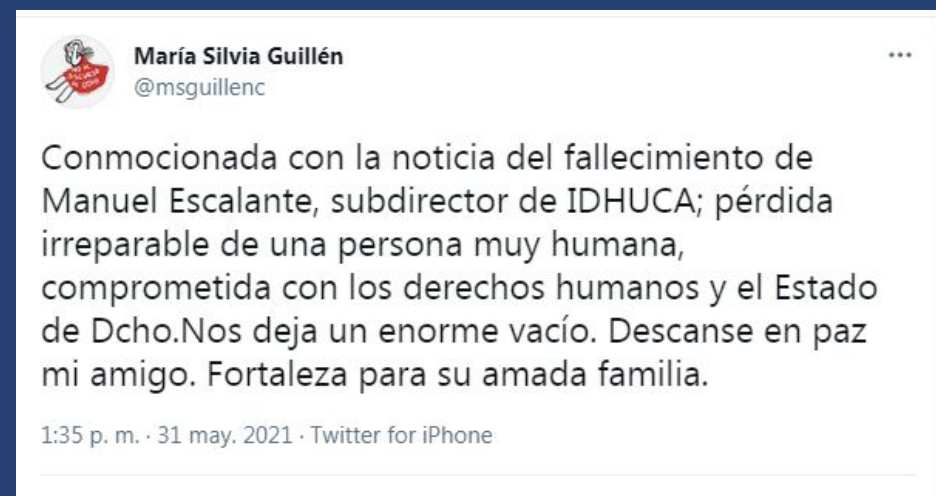 María Silvia Guillén
@msguillenc
Conmocionada con la noticia del fallecimiento de
Manuel Escalante, subdirector de IDHUCA; pérdida
irreparable de una persona muy humana,
comprometida con los derechos humanos y el Estado
de Dcho.Nos deja un enorme vacío. Descanse en paz
mi amigo. Fortaleza para su amada familia.
1:35 p. m. · 31 may. 2021 · Twitter for iPhone